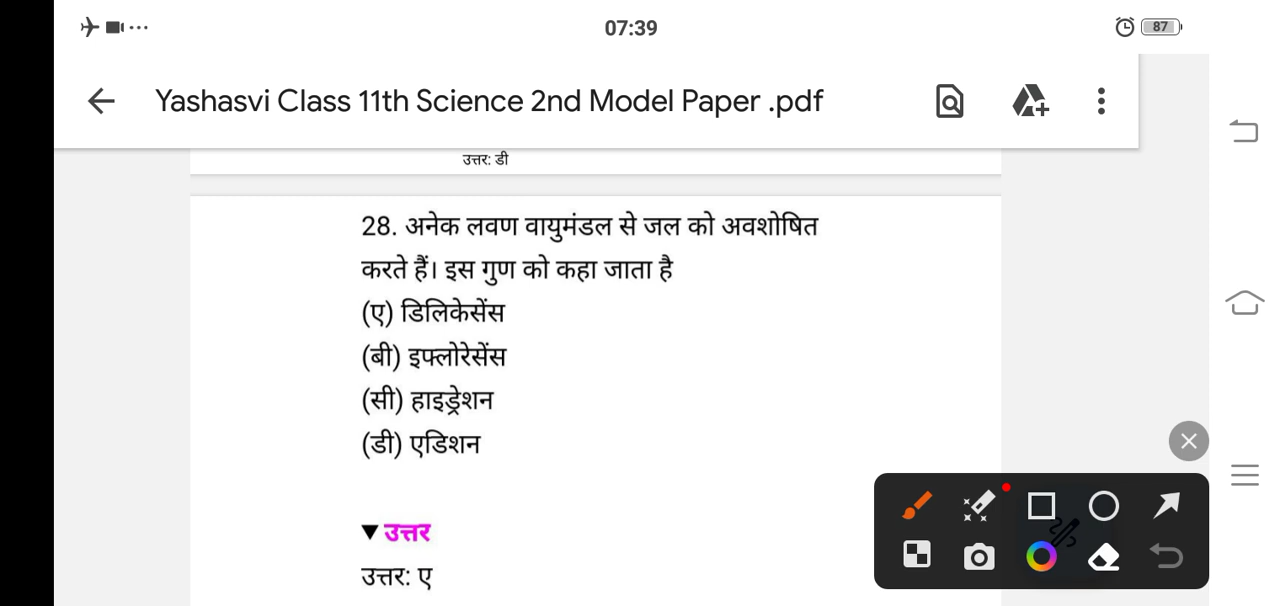 07:39
87
Yashasvi Class 11th Science 2nd Model Paper .pdf
उत्तर: डी
28. अनेक लवण वायुमंडल से जल को अवशोषित
करते हैं। इस गुण को कहा जाता है
(ए) डिलिकेसेंस
(बी) इफ्लोरेसेंस
(सी) हाइड्रेशन
(डी) एडिशन
▼ उत्तर
उत्तर: ए